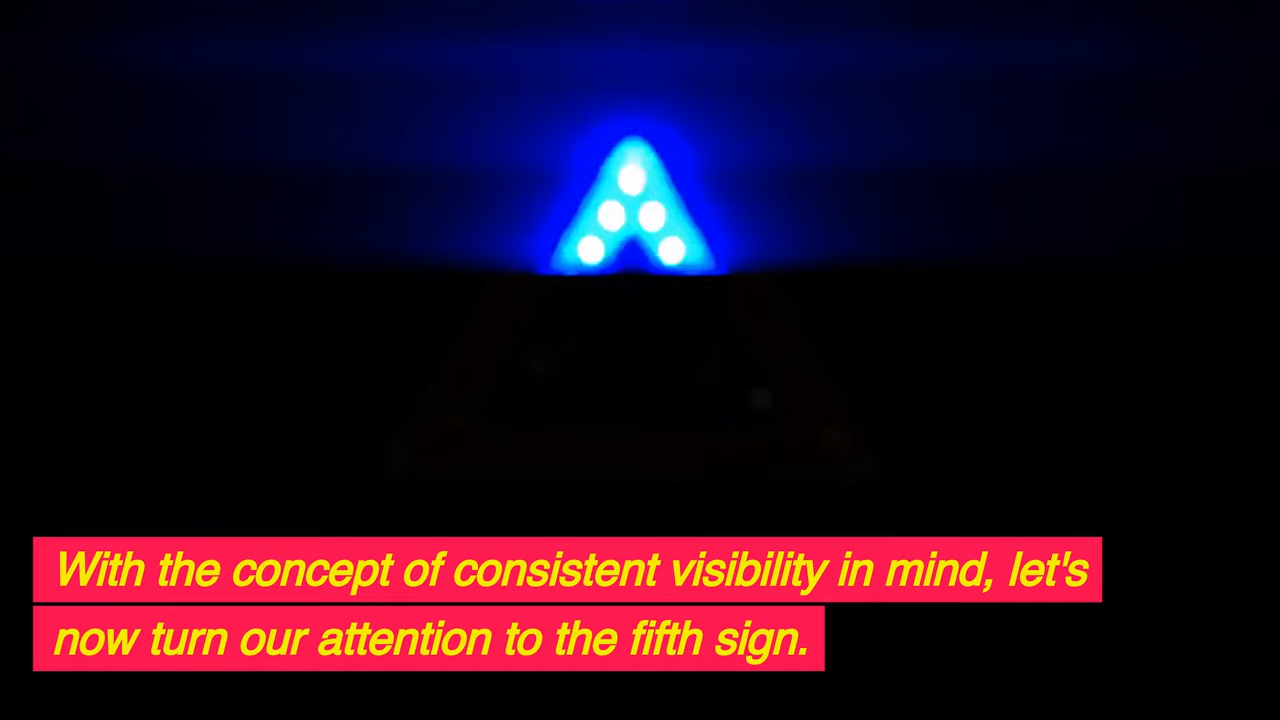 With the concept of consistent visibility in mind, let's
now turn our attention to the fifth sign.